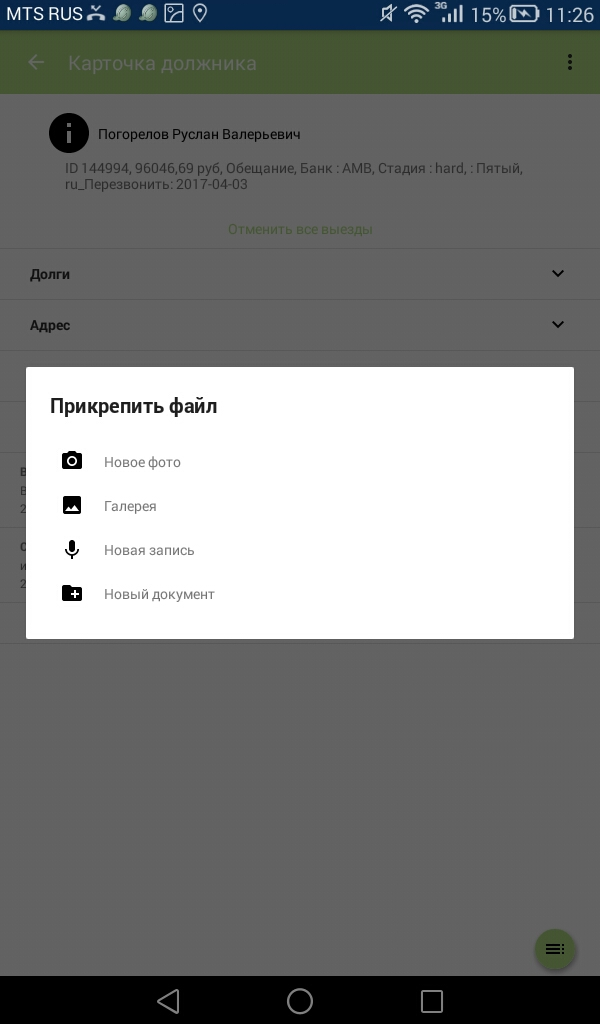 MTS RUS 3G 15% 11:26
Карточка должника
Погорелов Руслан Валерьевич
ID 144994, 96046,69 руб, Обещание, Банк : АМВ, Стадия : hard, : Пятый,
ru_Перезвонить: 2017-04-03
Отменить все выезды
Долги
Адрес
Прикрепить файл
Новое фото
Галерея
Новая запись
Новый документ